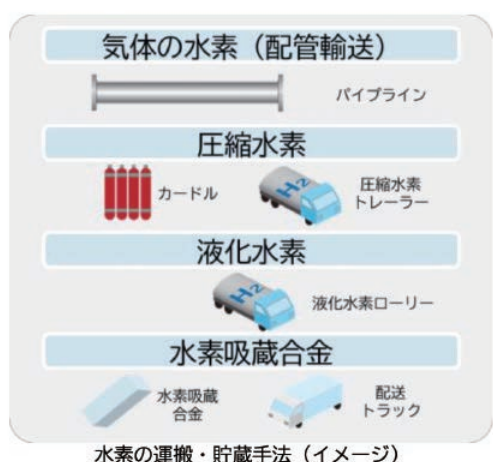 気体の水素（配管輸送）
パイプライン
圧縮水素
カードル
圧縮水素
トレーラー
H2
液化水素
液化水素ローリー
H2
水素吸蔵合金
水素吸蔵
合金
配送
トラック
水素の運搬・貯蔵手法（イメージ）